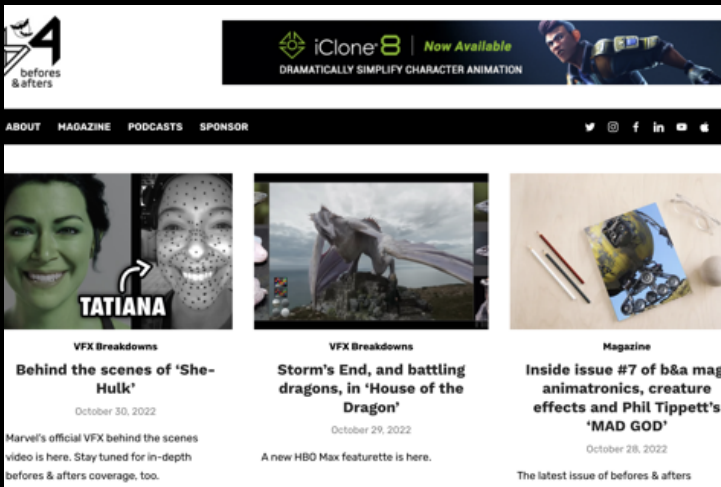 4
befores
& afters
iClone 8 | Now Available
DRAMATICALLY SIMPLIFY CHARACTER ANIMATION
ABOUT MAGAZINE PODCASTS SPONSOR
TATIANA
VFX Breakdowns
Behind the scenes of ‘She-
Hulk’
October 30, 2022
Marvel's official VFX behind the scenes
video is here. Stay tuned for in-depth
befores & afters coverage, too.
VFX Breakdowns
Storm’s End, and battling
dragons, in ‘House of the
Dragon’
October 29, 2022
A new HBO Max featurette is here.
Magazine
Inside issue #7 of b&a mag
animatronics, creature
effects and Phil Tippett’s
‘MAD GOD’
October 28, 2022
The latest issue of befores & afters